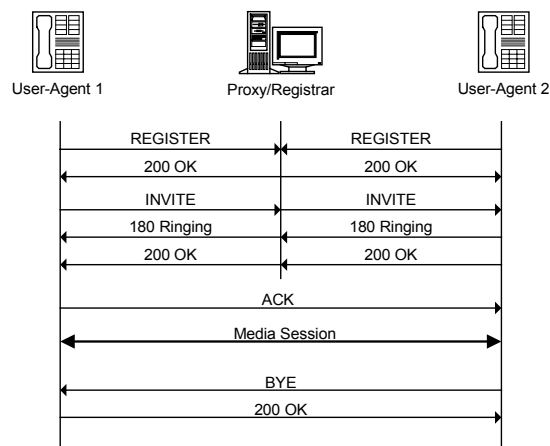 User-Agent 1 Proxy/Registrar User-Agent 2
REGISTER REGISTER
200 OK 200 OK
INVITE INVITE
180 Ringing 180 Ringing
200 OK 200 OK
ACK
Media Session
BYE
200 OK